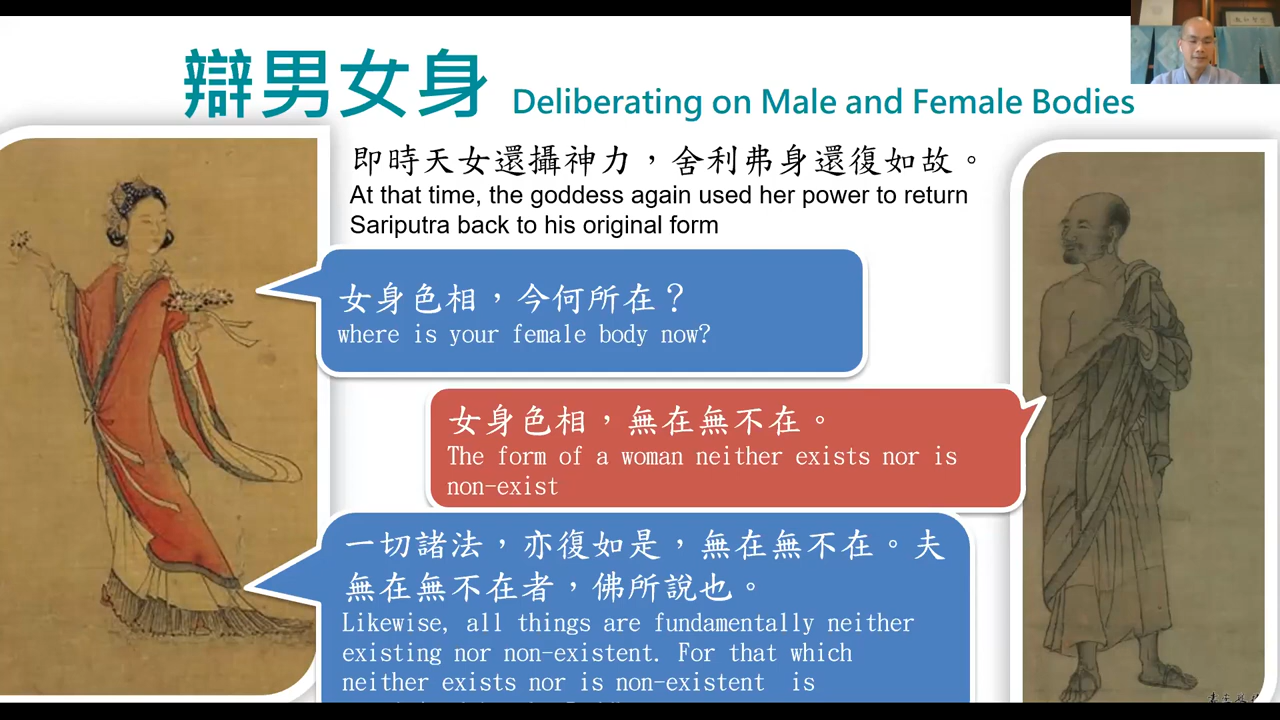 辯男女身 Deliberating on Male and Female Bodies
即時天女還攝神力，舍利弗身還復如故。
At that time, the goddess again used her power to return
Sariputra back to his original form
女身色相，今何所在？
where is your female body now?
女身色相，無在無不在。
The form of a woman neither exists nor is
non-exist
一切諸法，亦復如是，無在無不在。夫
無在無不在者，佛所說也。
Likewise, all things are fundamentally neither
existing nor non-existent. For that which
neither exists nor is non-existent is